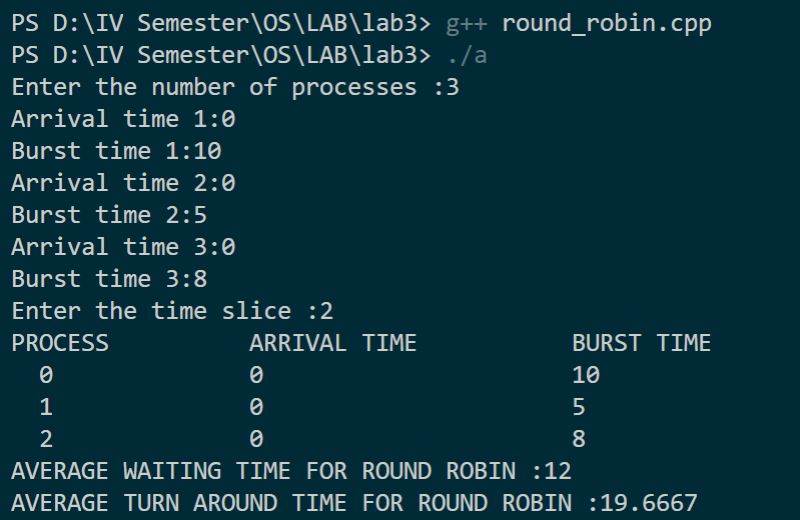 PS D:\IV Semester\OS\LAB\lab3> g++ round_robin.cpp
PS D:\IV Semester\OS\LAB\lab3> ./a
Enter the number of processes :3
Arrival time 1:0
Burst time 1:10
Arrival time 2:0
Burst time 2:5
Arrival time 3:0
Burst time 3:8
Enter the time slice :2
PROCESS          ARRIVAL TIME           BURST TIME
  0              0                      10
  1              0                      5
  2              0                      8
AVERAGE WAITING TIME FOR ROUND ROBIN :12
AVERAGE TURN AROUND TIME FOR ROUND ROBIN :19.6667